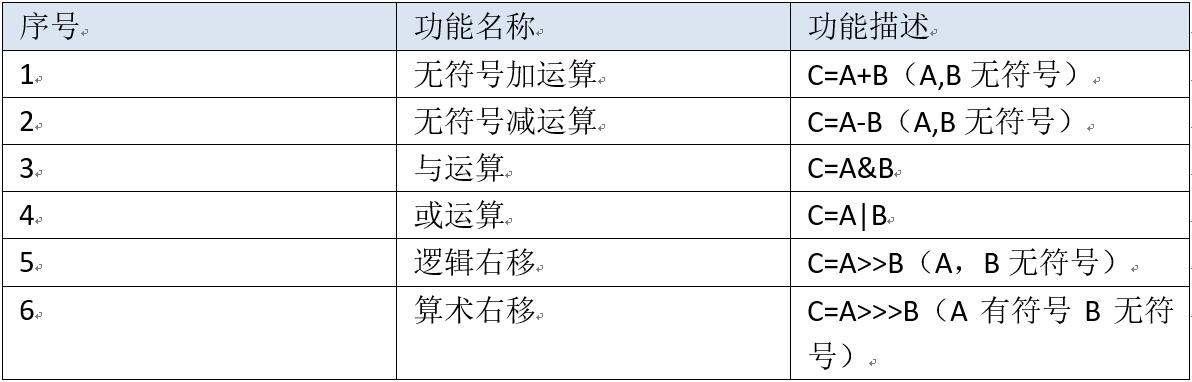 序号 功能名称 功能描述
1 无符号加运算 C=A+B（A,B 无符号）
2 无符号减运算 C=A-B（A,B 无符号）
3 与运算 C=A&B
4 或运算 C=A|B
5 逻辑右移 C=A>>B（A，B 无符号）
6 算术右移 C=A>>>B（A 有符号 B 无符
号）